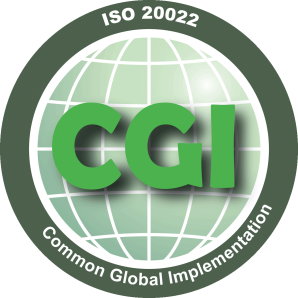 ISO 20022
CGI
Common Global Implementation